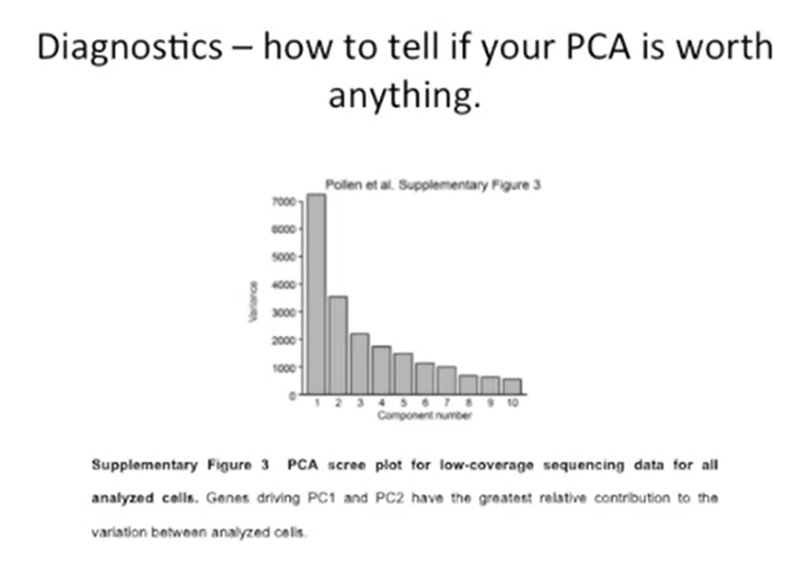 Diagnostics – how to tell if your PCA is worth
anything.
Pollen et al. Supplementary Figure 3
7000
6000
5000
4000
3000
2000
1000
0
Variance
1 2 3 4 5 6 7 8 9 10
Component number
Supplementary Figure 3 PCA scree plot for low-coverage sequencing data for all
analyzed cells. Genes driving PC1 and PC2 have the greatest relative contribution to the
variation between analyzed cells.